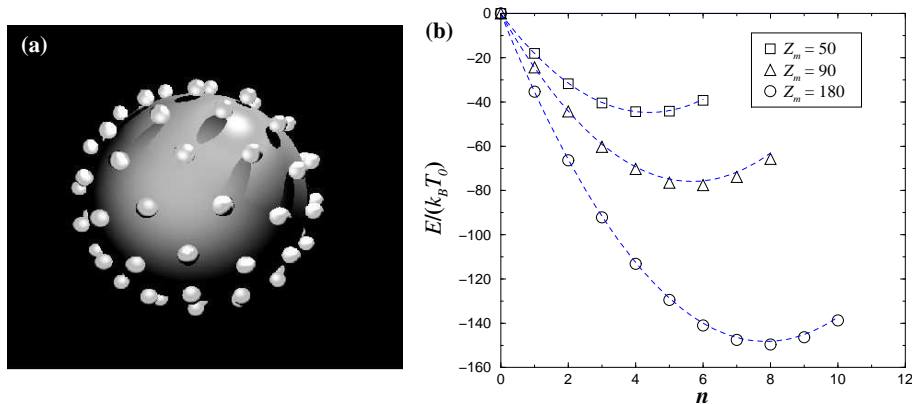 (a)
(b)
E/(k_B T_0)
0
−20
−40
−60
−80
−100
−120
−140
−160
Z_m = 50
Z_m = 90
Z_m = 180
0 2 4 6 8 10 12
n